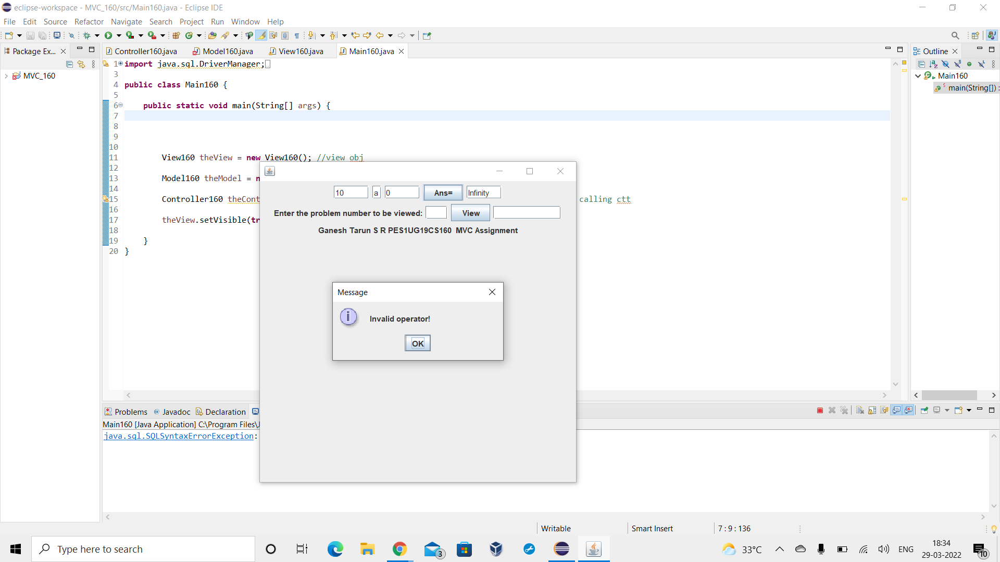 eclipse-workspace - MVC_160/src/Main160.java - Eclipse IDE
File Edit Source Refactor Navigate Search Project Run Window Help
Package Ex...
Controller160.java Model160.java View160.java Main160.java
Outline
MVC_160
Main160
main(String[]) :
1 import java.sql.DriverManager;
3
4 public class Main160 {
5
6 public static void main(String[] args) {
7
8
9
10
11 View160 theView = new View160(); //view obj
12
13 Model160 theModel = n
14
15 Controller160 theCont calling ctt
16
17 theView.setVisible(tr
18
19 }
20 }
10 a 0 Ans= Infinity
Enter the problem number to be viewed: View
Ganesh Tarun S R PES1UG19CS160 MVC Assignment
Message
Invalid operator!
OK
Problems Javadoc Declaration
Main160 [Java Application] C:\Program Files\J
java.sql.SQLSyntaxErrorException:
Writable Smart Insert 7 : 9 : 136
Type here to search
3
33°C
ENG
18:34
29-03-2022
10